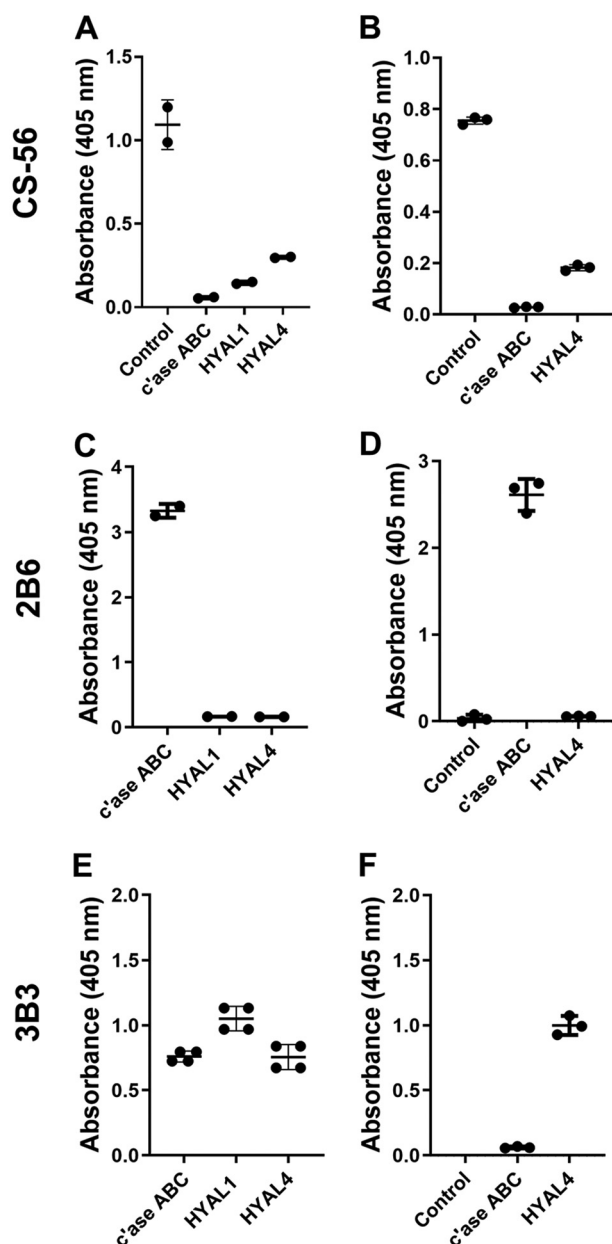 A
B
CS-56
Absorbance (405 nm)
1.5
1.0
0.5
0.0
Control
c'ase ABC
HYAL1
HYAL4
Absorbance (405 nm)
1.0
0.8
0.6
0.4
0.2
0.0
Control
c'ase ABC
HYAL4
C
D
2B6
Absorbance (405 nm)
4
3
2
1
0
c'ase ABC
HYAL1
HYAL4
Absorbance (405 nm)
3
2
1
0
Control
c'ase ABC
HYAL4
E
F
3B3
Absorbance (405 nm)
2.0
1.5
1.0
0.5
0.0
c'ase ABC
HYAL1
HYAL4
Absorbance (405 nm)
2.0
1.5
1.0
0.5
0.0
Control
c'ase ABC
HYAL4